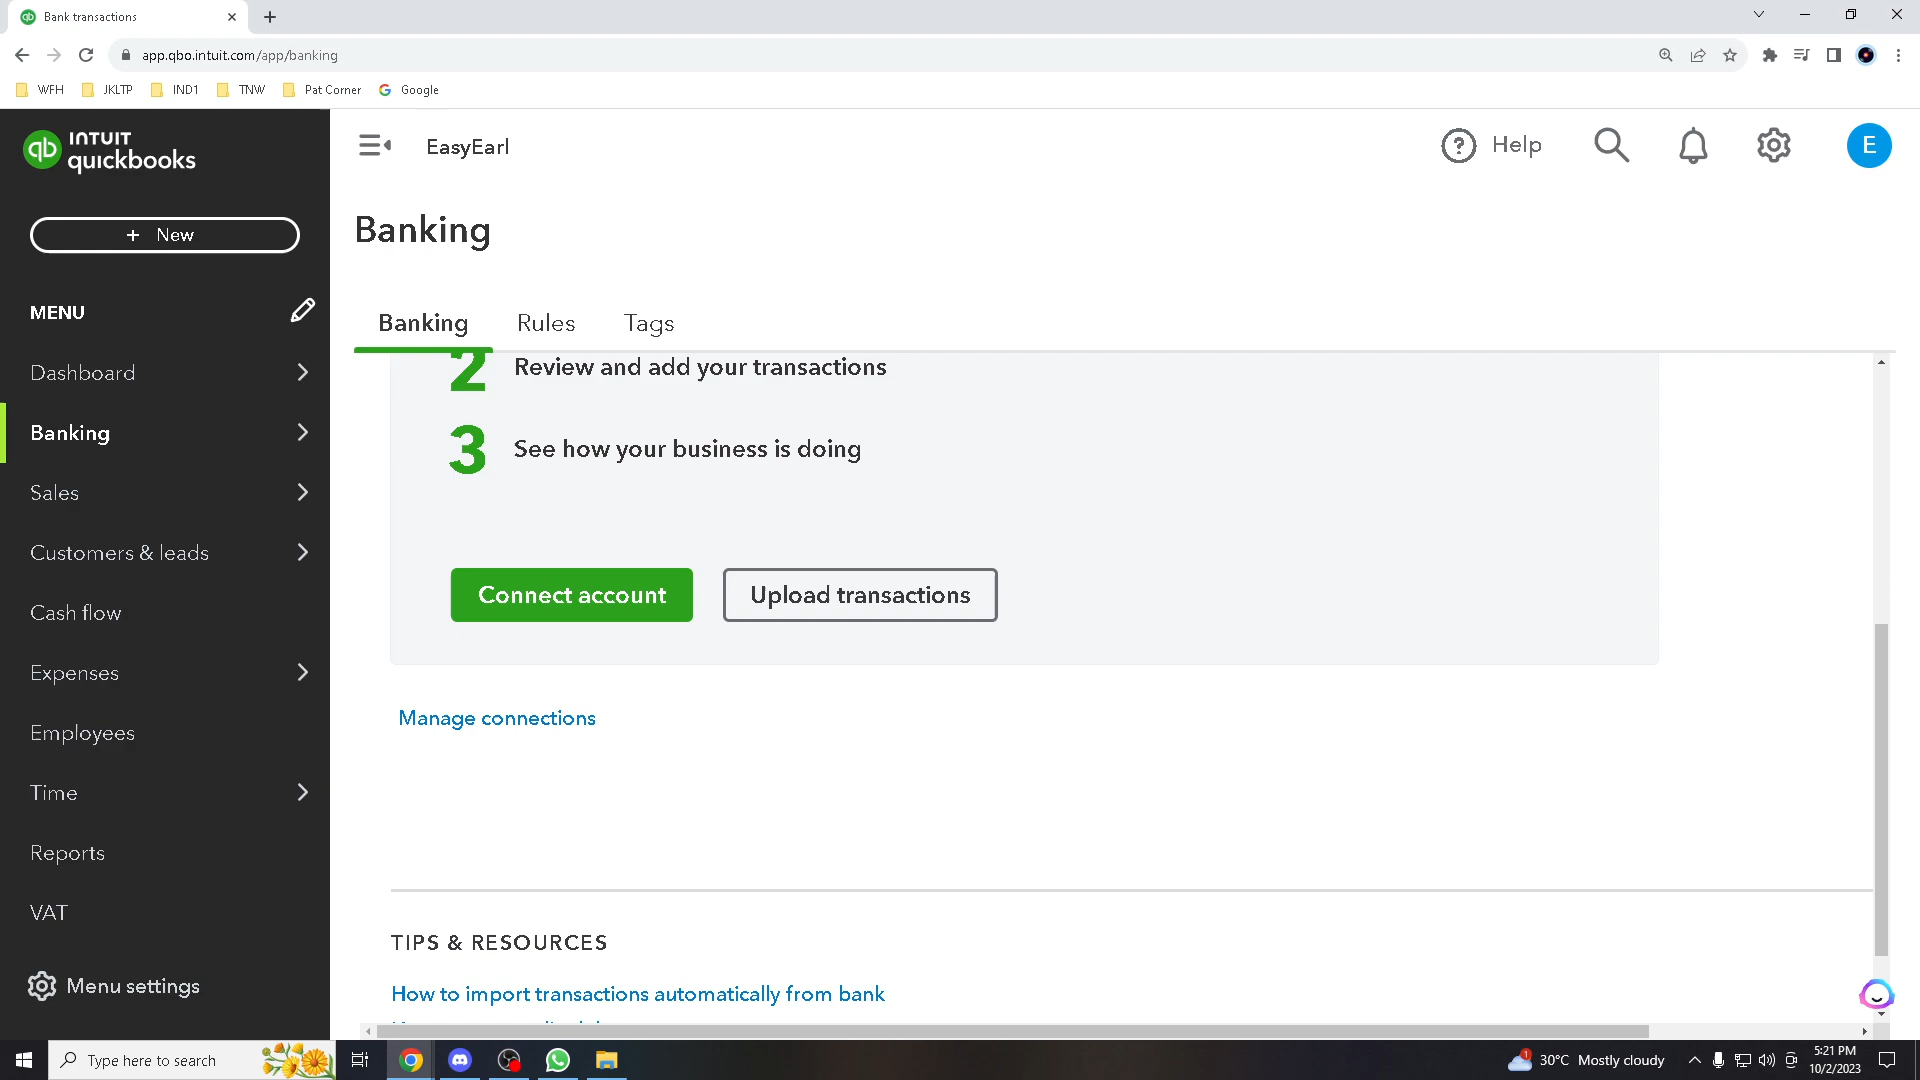 Bank transactions
app.qbo.intuit.com/app/banking
WFH JKLTP IND1 TNW Pat Corner Google
INTUIT
quickbooks
EasyEarl
Help
E
+ New
Banking
MENU
Banking Rules Tags
Dashboard
Banking
Sales
Customers & leads
Cash flow
Expenses
Employees
Time
Reports
VAT
Menu settings
2 Review and add your transactions
3 See how your business is doing
Connect account Upload transactions
Manage connections
TIPS & RESOURCES
How to import transactions automatically from bank
Type here to search
1
30°C Mostly cloudy
5:21 PM
10/2/2023